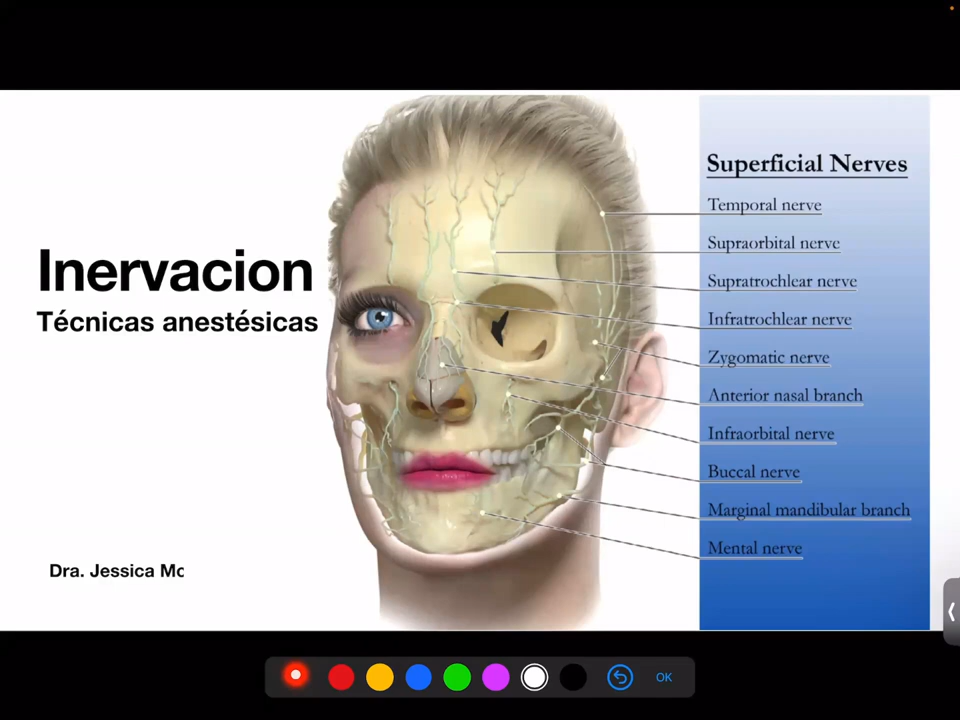 Inervacion
Técnicas anestésicas
Dra. Jessica
Superficial Nerves
Temporal nerve
Supraorbital nerve
Supratrochlear nerve
Infratrochlear nerve
Zygomatic nerve
Anterior nasal branch
Infraorbital nerve
Buccal nerve
Marginal mandibular branch
Mental nerve
OK